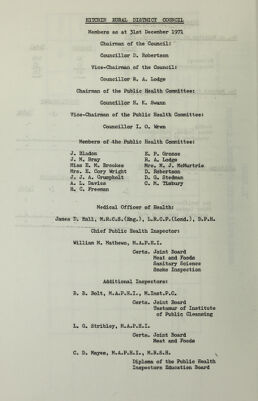 HITCHIN RURAL DISTRICT COUNCIL
Members as at 31st December 1971
Chairman of the Council:
Councillor D. Robertson
Vice-Chairman of the Council:
Councillor R. A. Lodge
Chairman of the Public Health Committee:
Councillor H. K. Swann
Vice-Chairman of the Public Health Committee:
Councillor I. O. Wren
Members of the Public Health Committee:
J. Bladon
J. M. Bray
Miss E. M. Brookes
Mrs. E. Cory Wright
J. J. A. Crumpholt
A. L. Davies
H. C. Freeman
E. P. Grosse
R. A. Lodge
Mrs. M. J. McMurtrie
D. Robertson
D. G. Stedman
C. M. Tisbury
Medical Officer of Health:
James D. Hall, M.R.C.S.(Eng.), L.R.C.P.(Lond.), D.P.H.
Chief Public Health Inspector:
William N. Mathews, M.A.P.H.I.
Certs. Joint Board
Meat and Foods
Sanitary Science
Smoke Inspection
Additional Inspectors:
B. B. Bolt, M.A.P.H.I., M.Inst.P.C.
Certs. Joint Board
Testamur of Institute
of Public Cleansing
L. G. Stribley, M.A.P.H.I.
Certs. Joint Board
Meat and Foods
C. D. Mayes, M.A.P.H.I., M.R.S.H.
Diploma of the Public Health
Inspectors Education Board